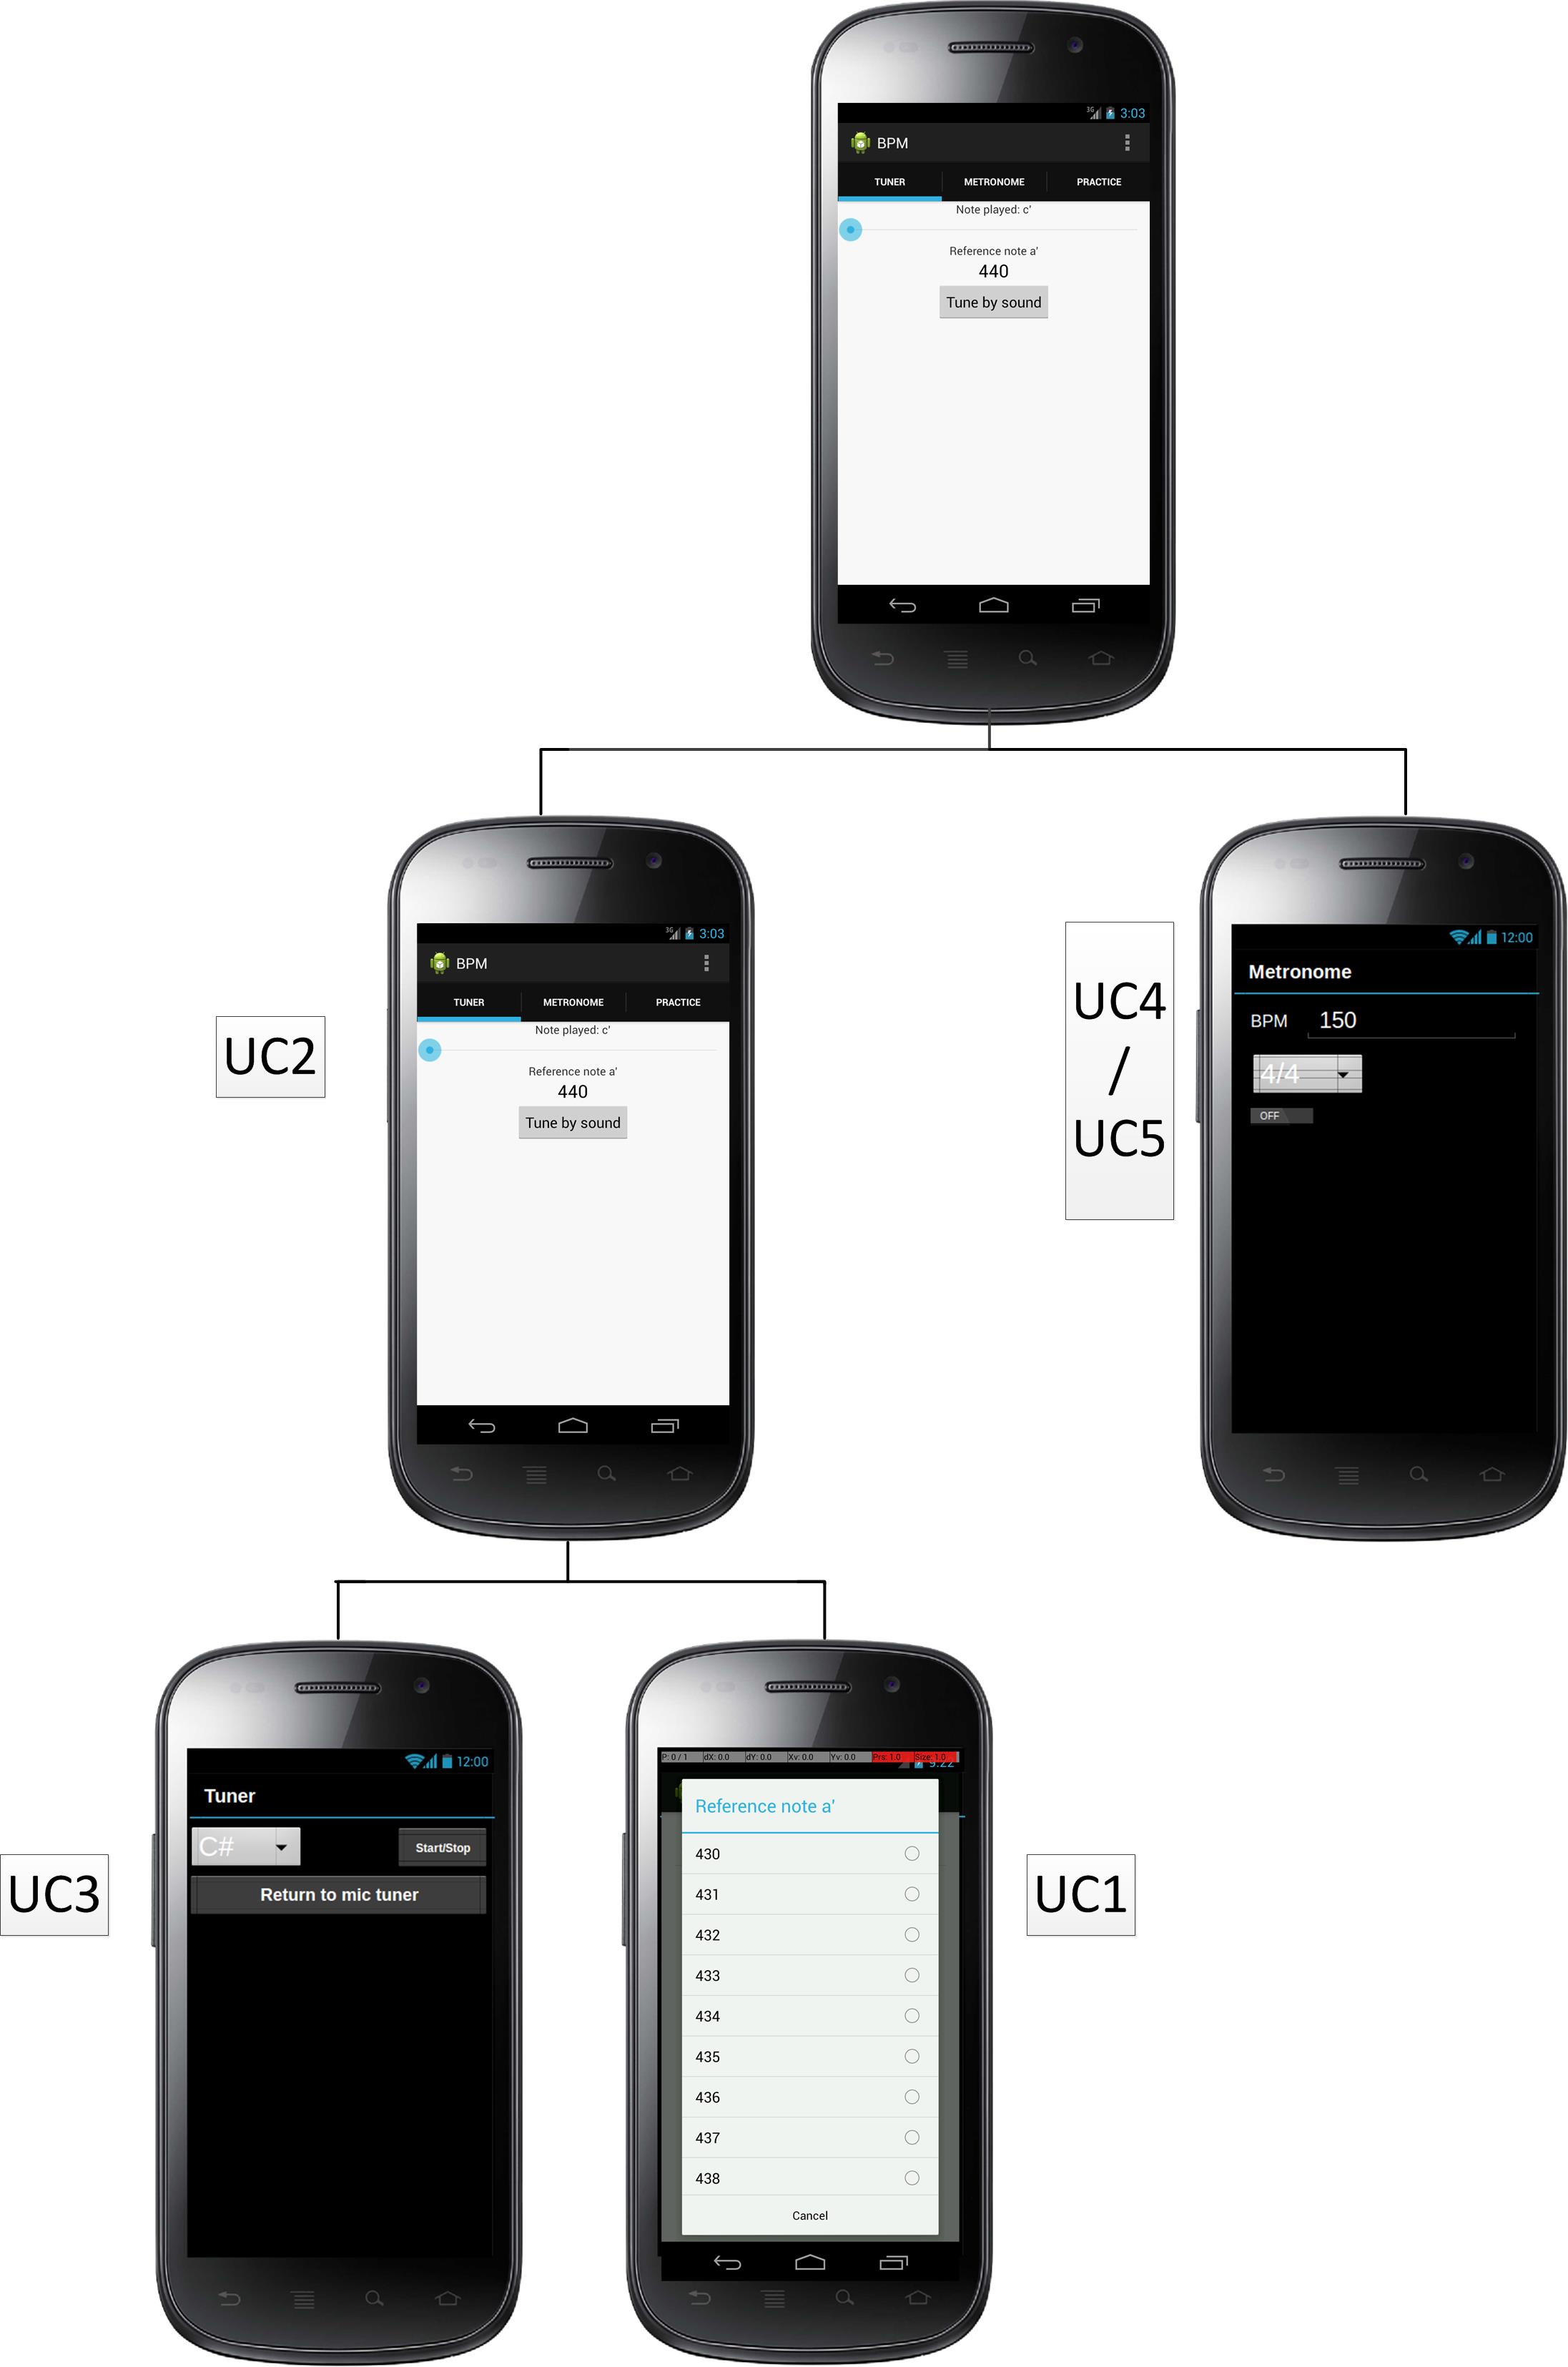 3G 3:03
BPM
TUNER METRONOME PRACTICE
Note played: c'
Reference note a'
440
Tune by sound
UC2
3G 3:03
BPM
TUNER METRONOME PRACTICE
Note played: c'
Reference note a'
440
Tune by sound
UC4
/
UC5
12:00
Metronome
BPM 150
4/4
OFF
UC3
12:00
Tuner
C# Start/Stop
Return to mic tuner
P: 0 / 1 dX: 0.0 dY: 0.0 Xv: 0.0 Yv: 0.0 Prs: 1.0 Size: 1.0
9:22
Reference note a'
430
431
432
433
434
435
436
437
438
Cancel
UC1